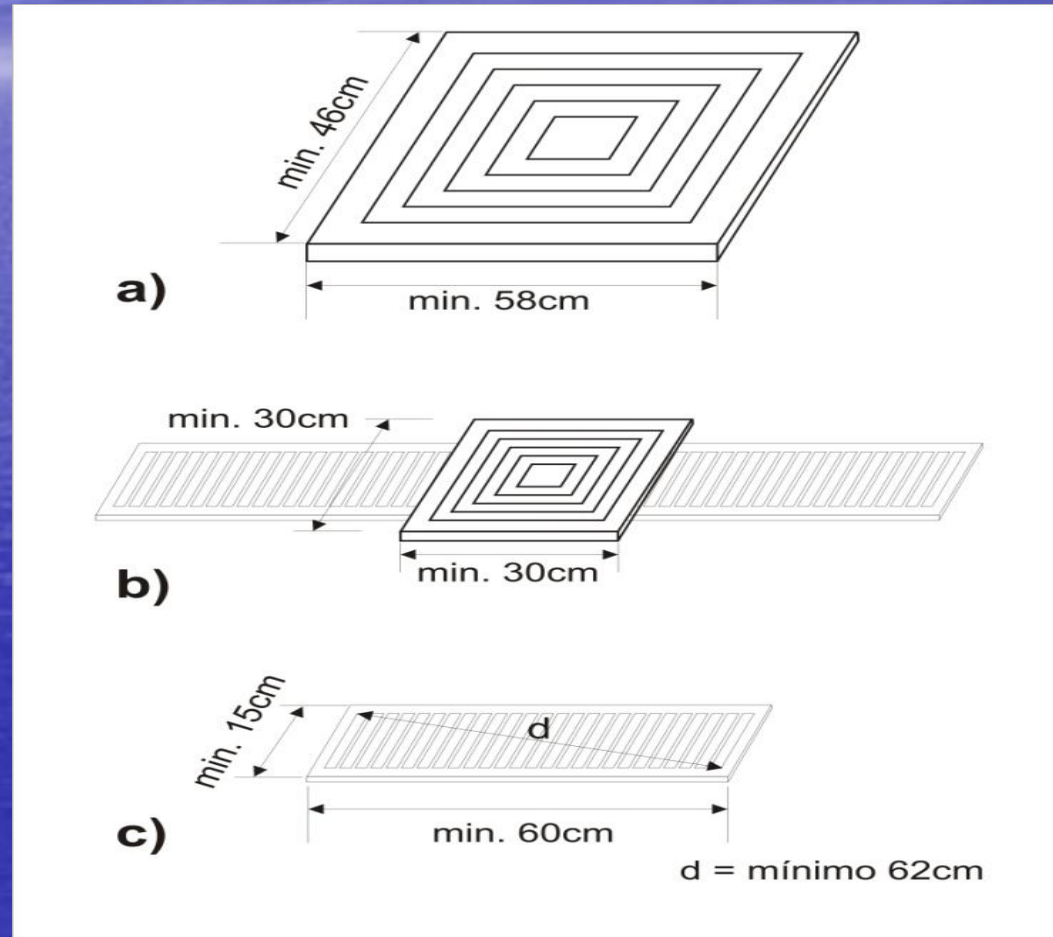 min. 46cm
a)
min. 58cm
min. 30cm
min. 30cm
b)
min. 15cm
d
c)
min. 60cm
d = mínimo 62cm